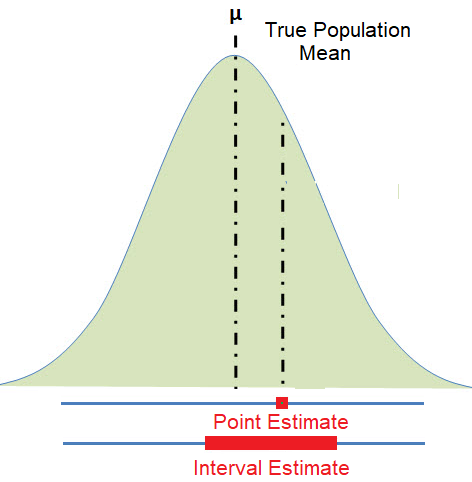 μ
True Population
Mean
Point Estimate
Interval Estimate